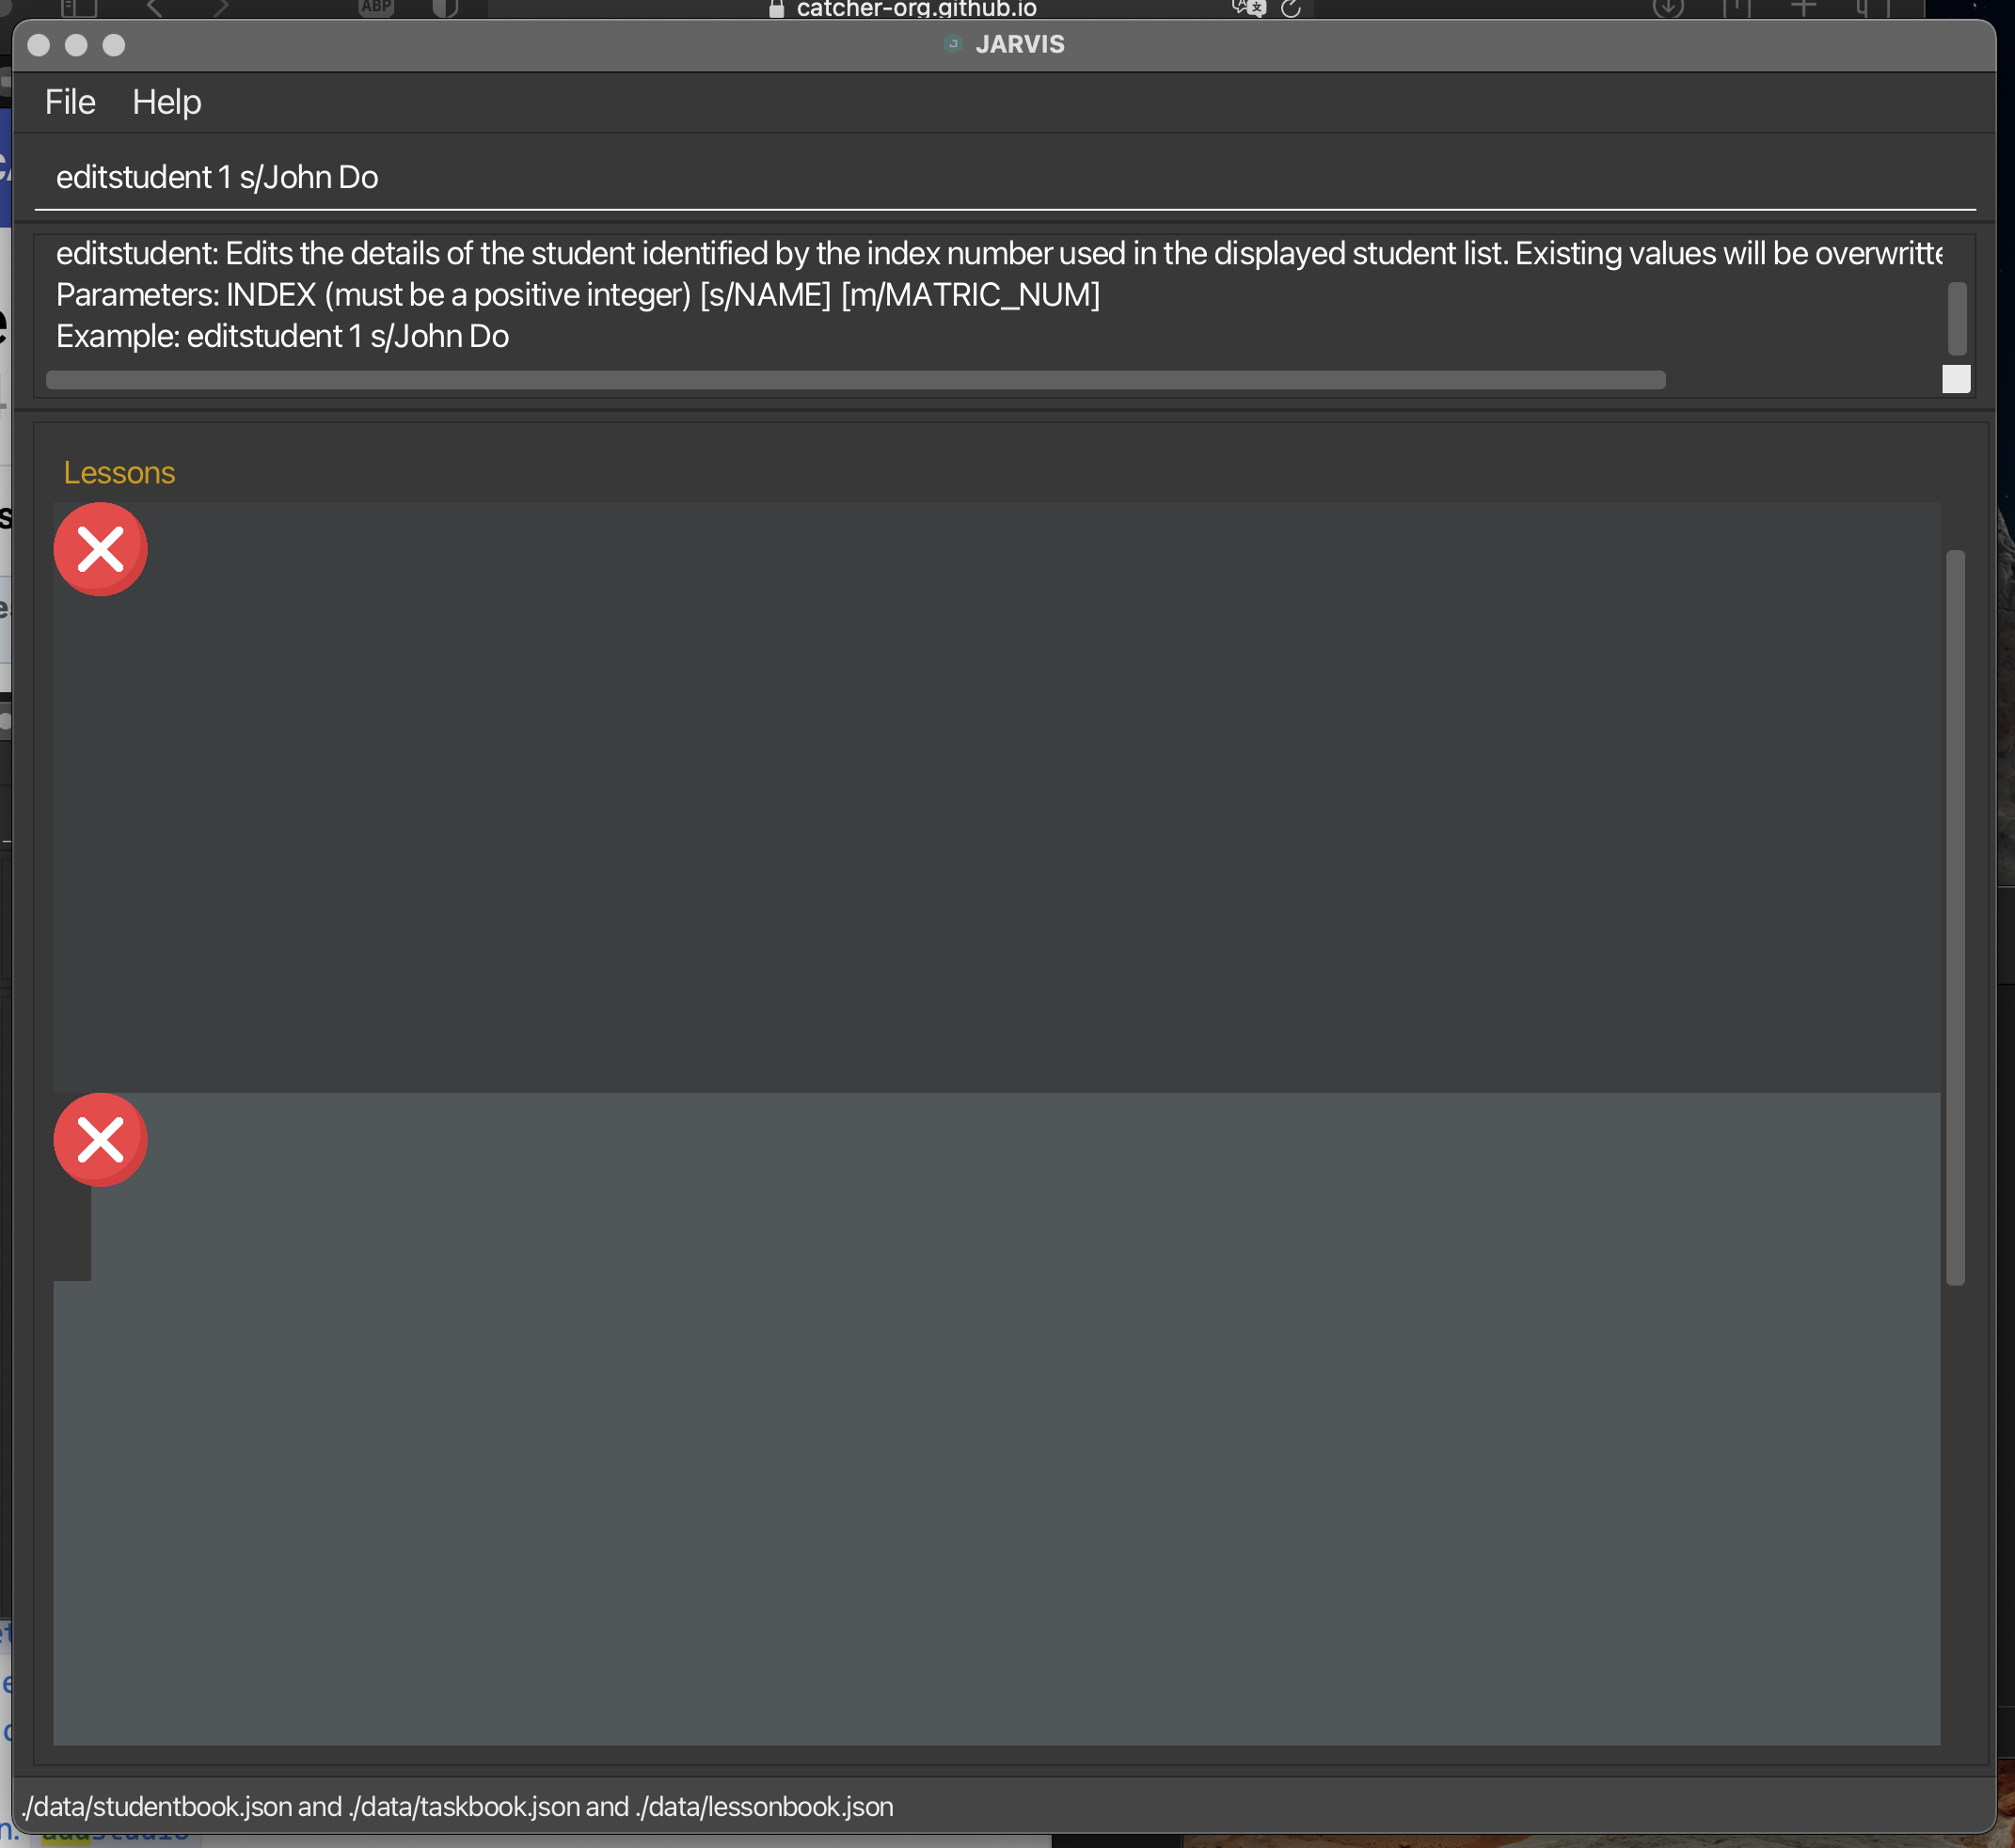 ABP
catcher-org.github.io
JARVIS
File Help
editstudent 1 s/John Do
editstudent: Edits the details of the student identified by the index number used in the displayed student list. Existing values will be overwritte
Parameters: INDEX (must be a positive integer) [s/NAME] [m/MATRIC_NUM]
Example: editstudent 1 s/John Do
Lessons
./data/studentbook.json and ./data/taskbook.json and ./data/lessonbook.json